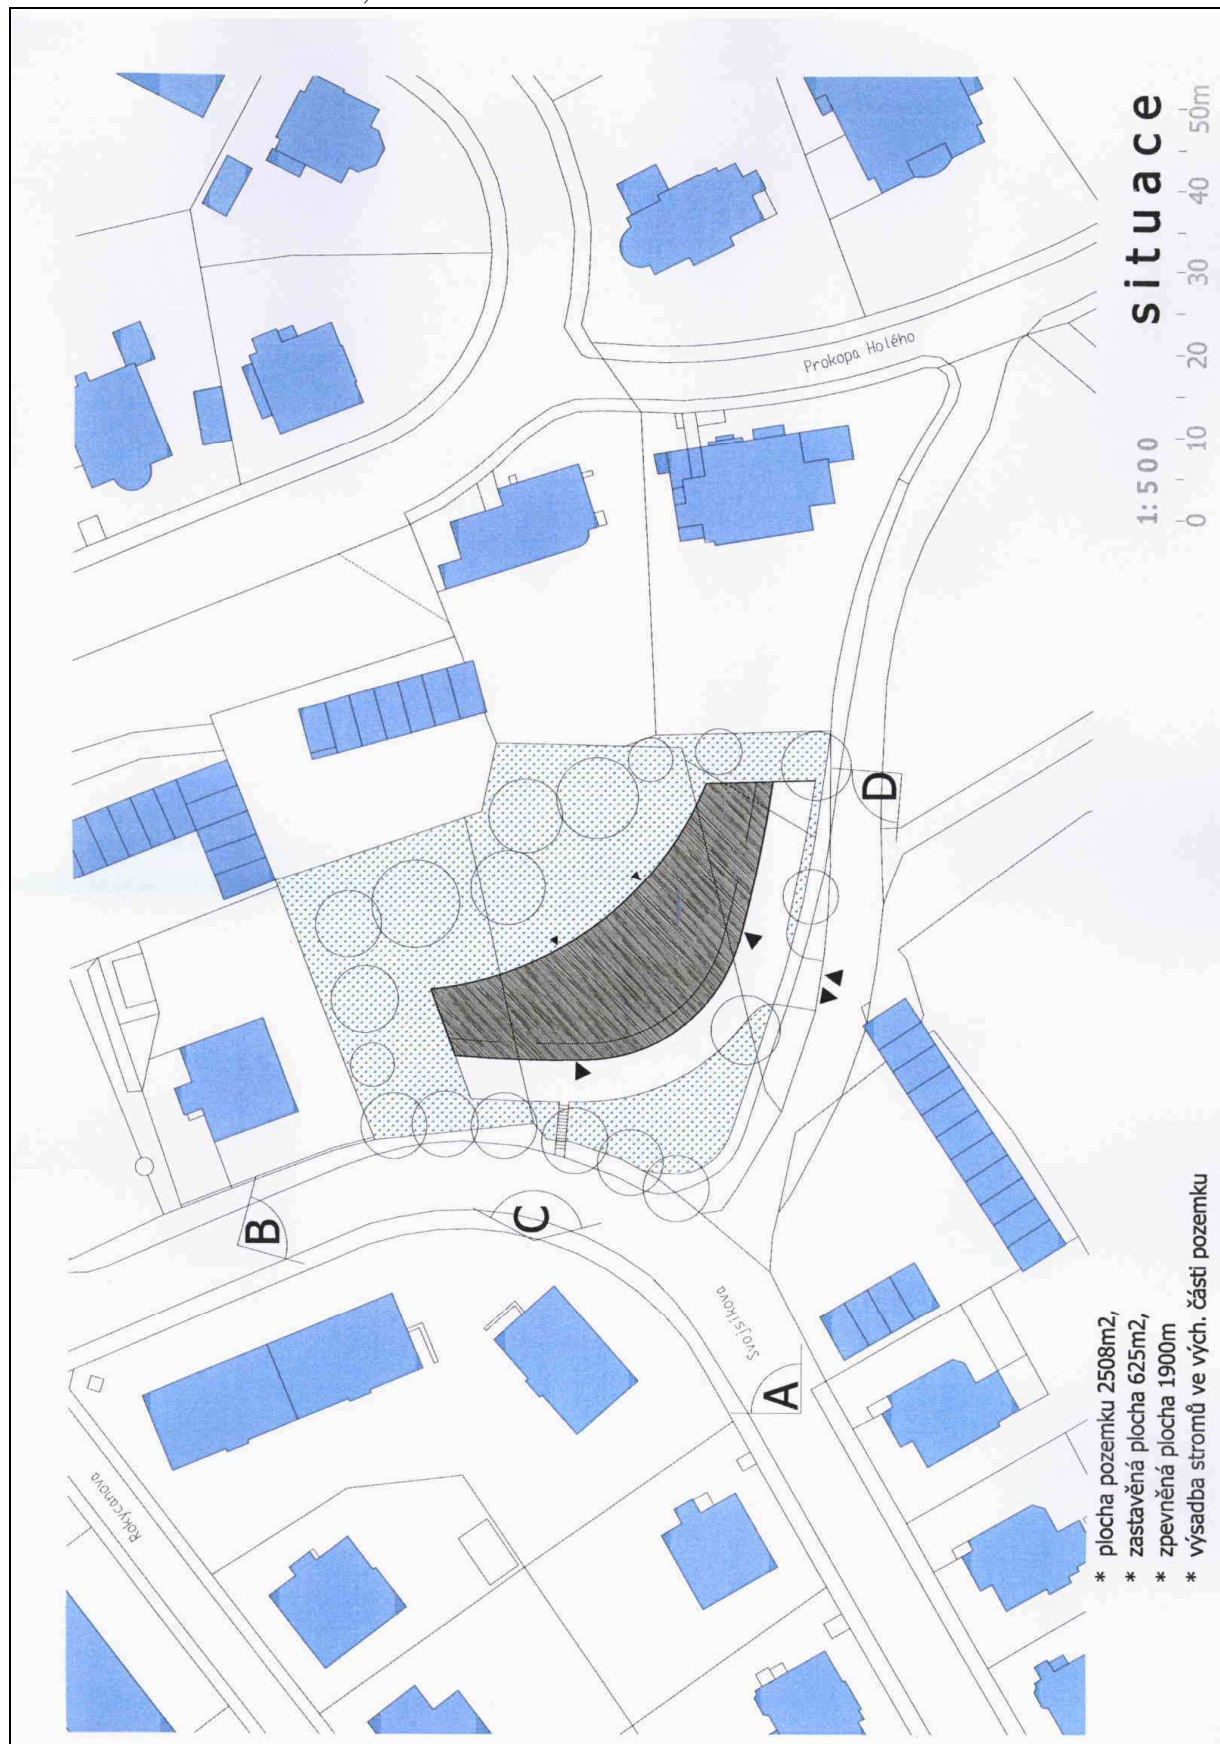 situace
1:500
0 10 20 30 40 50m
Prokopa Holého
Svojsíkova
Rokycanova
A
B
C
D
* plocha pozemku 2508m2,
* zastavěná plocha 625m2,
* zpevněná plocha 1900m
* výsadba stromů ve vých. části pozemku